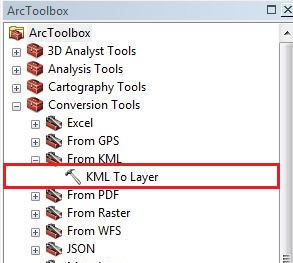 ArcToolbox
ArcToolbox
3D Analyst Tools
Analysis Tools
Cartography Tools
Conversion Tools
Excel
From GPS
From KML
KML To Layer
From PDF
From Raster
From WFS
JSON